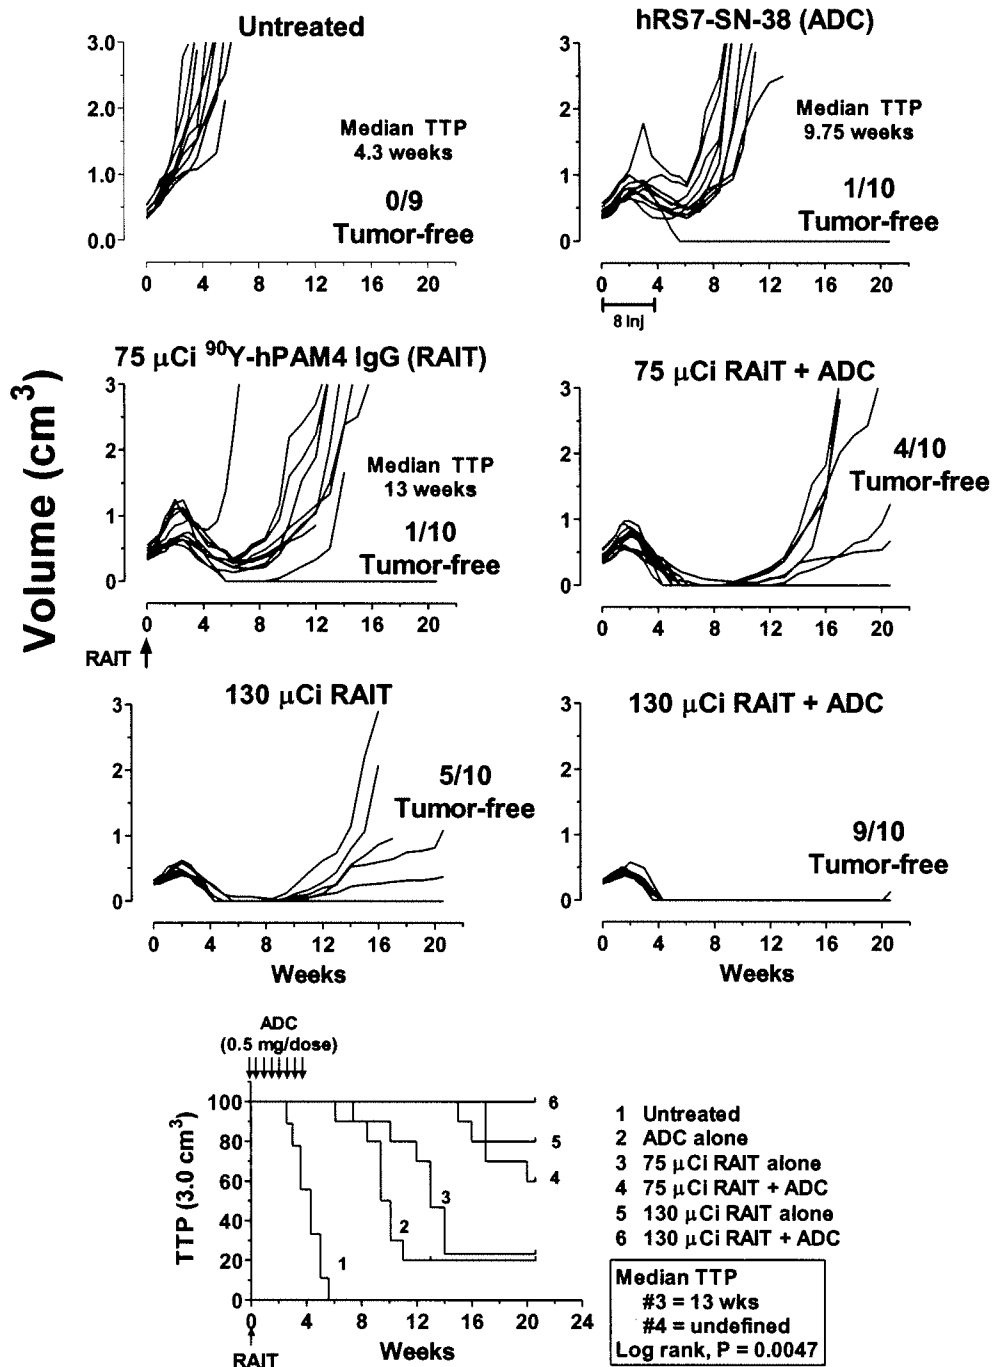 Untreated
3.0
2.0
1.0
0.0
Median TTP
4.3 weeks
0/9
Tumor-free
0 4 8 12 16 20
hRS7-SN-38 (ADC)
3
2
1
0
Median TTP
9.75 weeks
1/10
Tumor-free
0 4 8 12 16 20
8 Inj
Volume (cm³)
75 µCi ⁹⁰Y-hPAM4 IgG (RAIT)
3
2
1
0
Median TTP
13 weeks
1/10
Tumor-free
0 4 8 12 16 20
RAIT
75 µCi RAIT + ADC
3
2
1
0
4/10
Tumor-free
0 4 8 12 16 20
130 µCi RAIT
3
2
1
0
5/10
Tumor-free
0 4 8 12 16 20
Weeks
130 µCi RAIT + ADC
3
2
1
0
9/10
Tumor-free
0 4 8 12 16 20
Weeks
ADC
(0.5 mg/dose)
TTP (3.0 cm³)
100
80
60
40
20
0
6
5
4
3
2
1
0 4 8 12 16 20 24
RAIT
Weeks
1 Untreated
2 ADC alone
3 75 µCi RAIT alone
4 75 µCi RAIT + ADC
5 130 µCi RAIT alone
6 130 µCi RAIT + ADC
Median TTP
#3 = 13 wks
#4 = undefined
Log rank, P = 0.0047